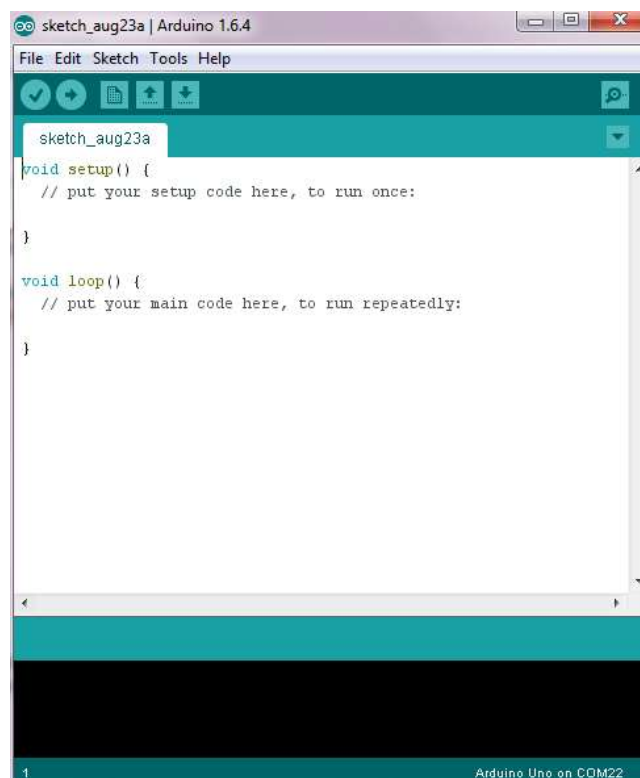 sketch_aug23a | Arduino 1.6.4
File Edit Sketch Tools Help
sketch_aug23a
void setup() {
  // put your setup code here, to run once:
}
void loop() {
  // put your main code here, to run repeatedly:
}
1
Arduino Uno on COM22